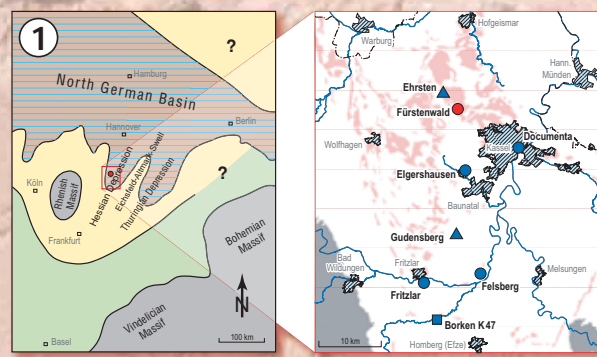 1
?
Hamburg
North German Basin
Hannover
Berlin
Hessian Depression
Eichsfeld-Altmark-Swell
Thuringian Depression
?
Köln
Rhenish
Massif
Frankfurt
Bohemian
Massif
N
Vindelician
Massif
100 km
Basel
Hofgeismar
Warburg
Hann.
Münden
Ehrsten
Fürstenwald
Documenta
Wolfhagen
Kassel
Elgershausen
Baunatal
Gudensberg
Bad
Wildungen
Fritzlar
Melsungen
Felsberg
Fritzlar
Borken K47
10 km
Homberg (Efze)